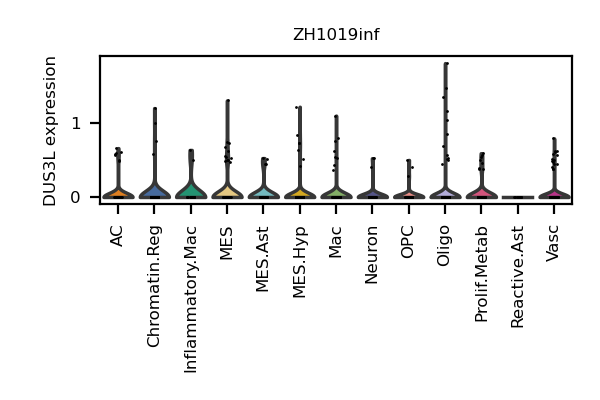 ZH1019inf
DUS3L expression
1
0
AC
Chromatin.Reg
Inflammatory.Mac
MES
MES.Ast
MES.Hyp
Mac
Neuron
OPC
Oligo
Prolif.Metab
Reactive.Ast
Vasc